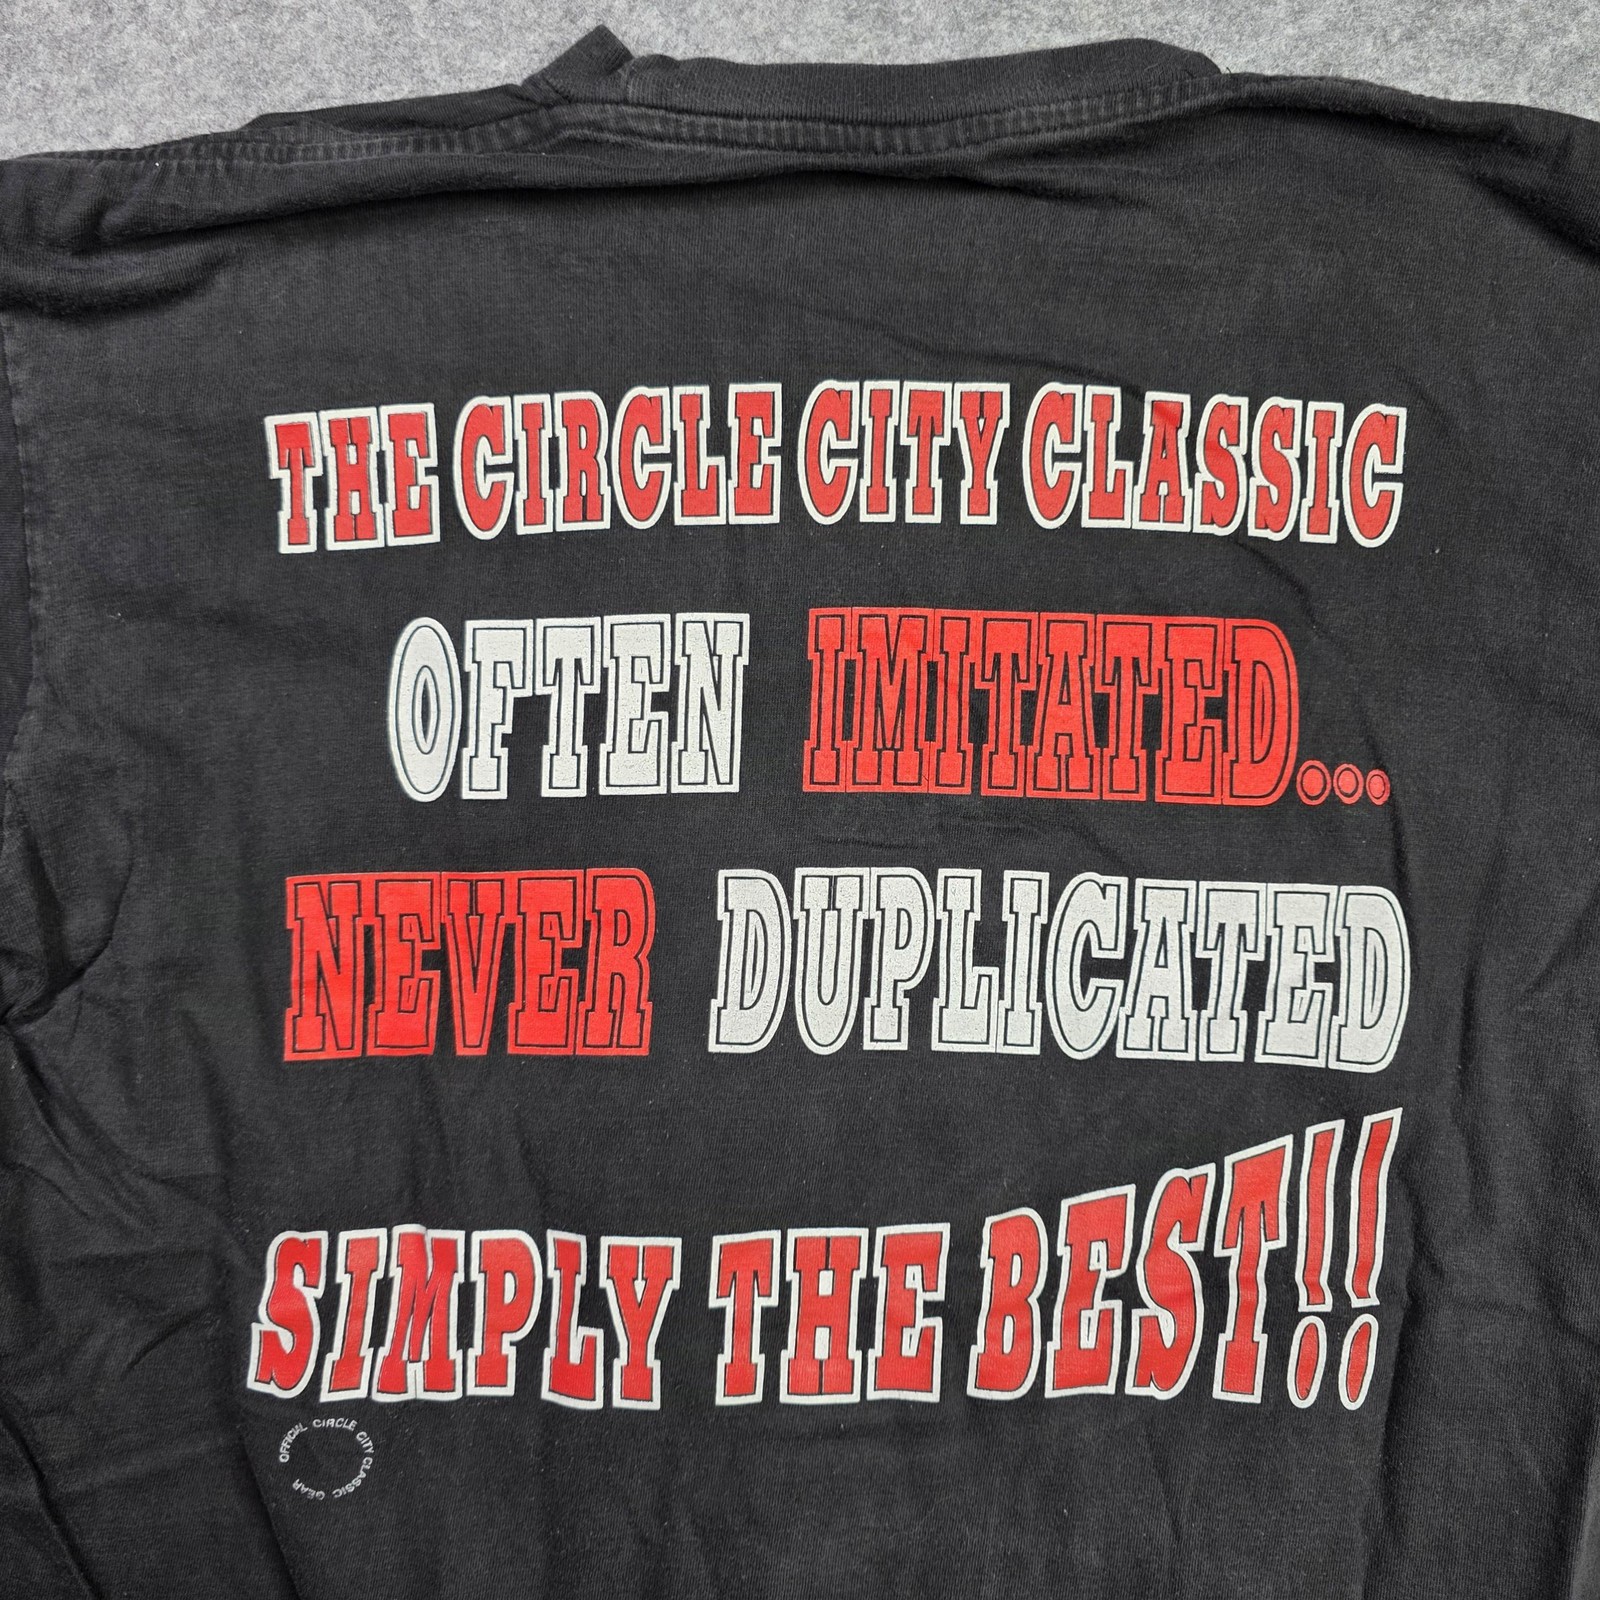 THE CIRCLE CITY CLASSIC
OFTEN IMITATED...
NEVER DUPLICATED
SIMPLY THE BEST!!
OFFICIAL CIRCLE CITY CLASSIC GEAR